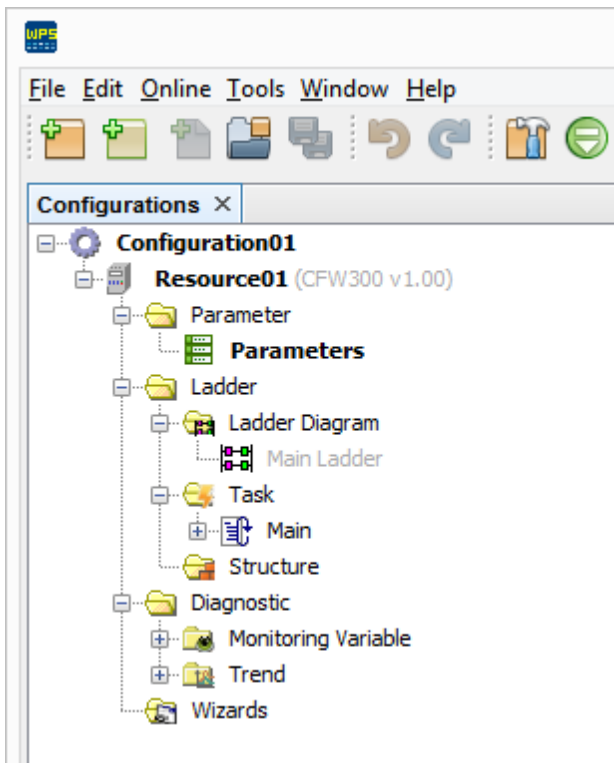 WPS
File Edit Online Tools Window Help
Configurations ×
Configuration01
Resource01 (CFW300 v1.00)
Parameter
Parameters
Ladder
Ladder Diagram
Main Ladder
Task
Main
Structure
Diagnostic
Monitoring Variable
Trend
Wizards